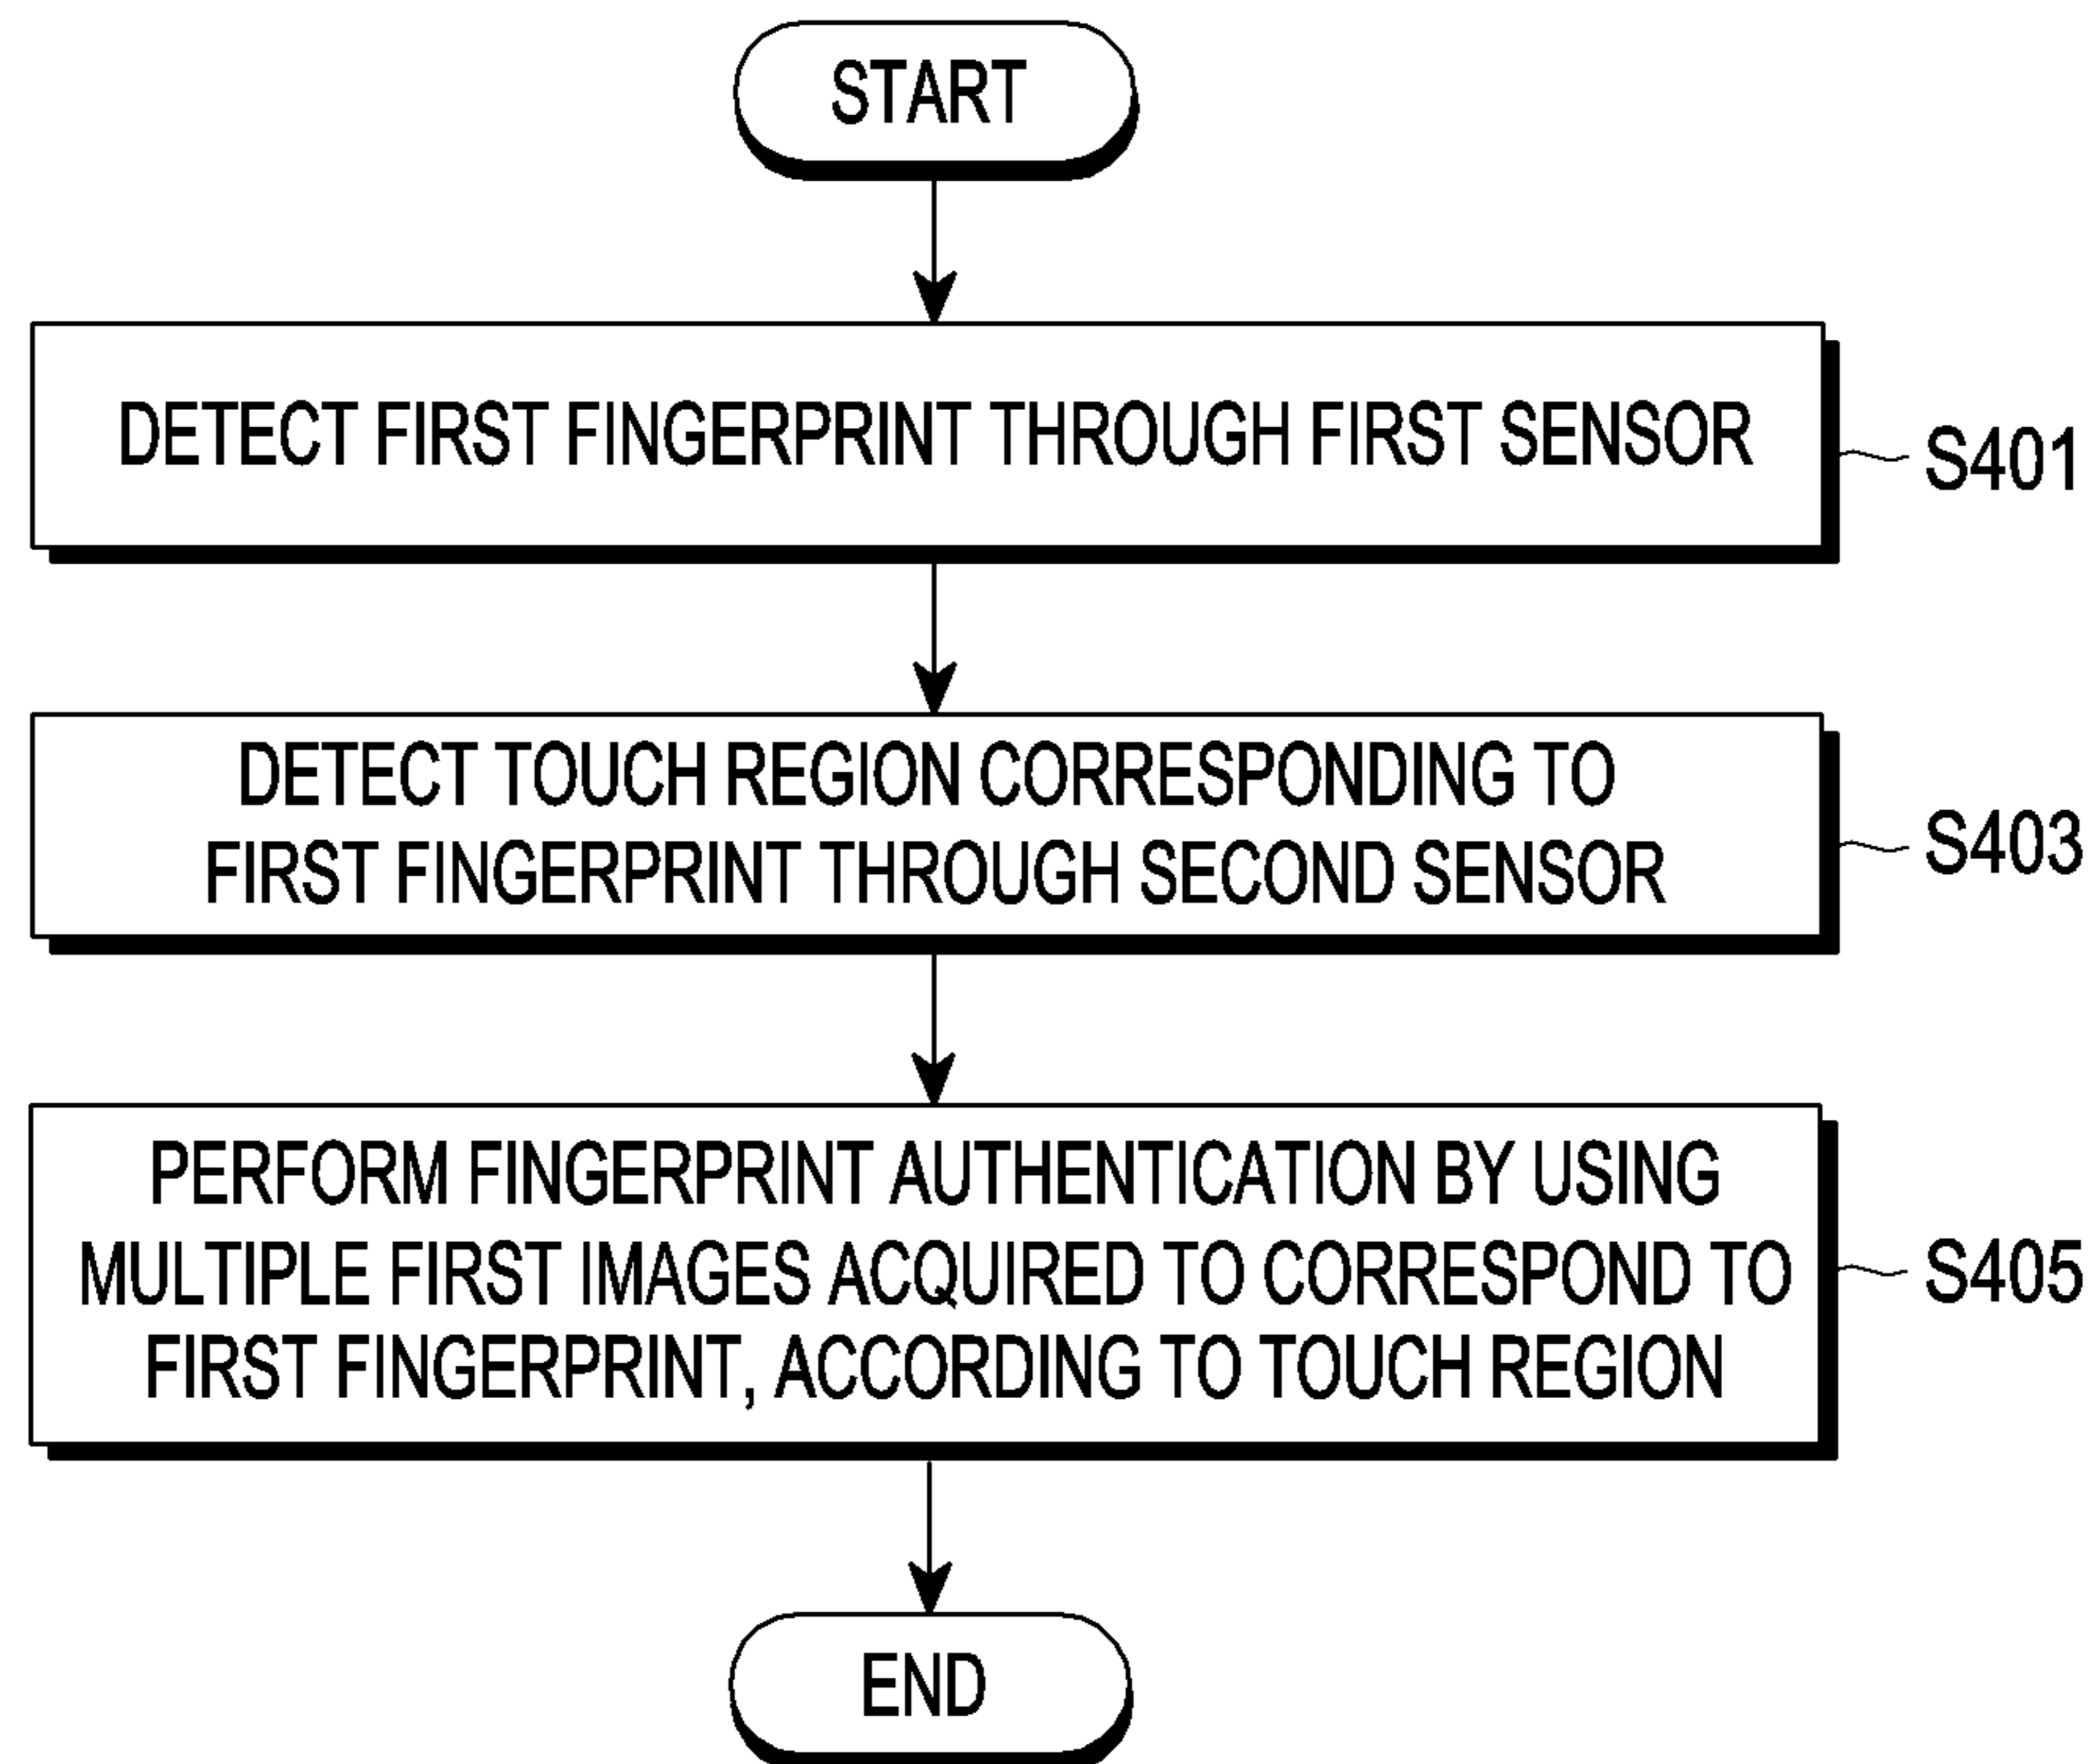 START
DETECT FIRST FINGERPRINT THROUGH FIRST SENSOR
S401
DETECT TOUCH REGION CORRESPONDING TO
FIRST FINGERPRINT THROUGH SECOND SENSOR
S403
PERFORM FINGERPRINT AUTHENTICATION BY USING
MULTIPLE FIRST IMAGES ACQUIRED TO CORRESPOND TO
FIRST FINGERPRINT, ACCORDING TO TOUCH REGION
S405
END